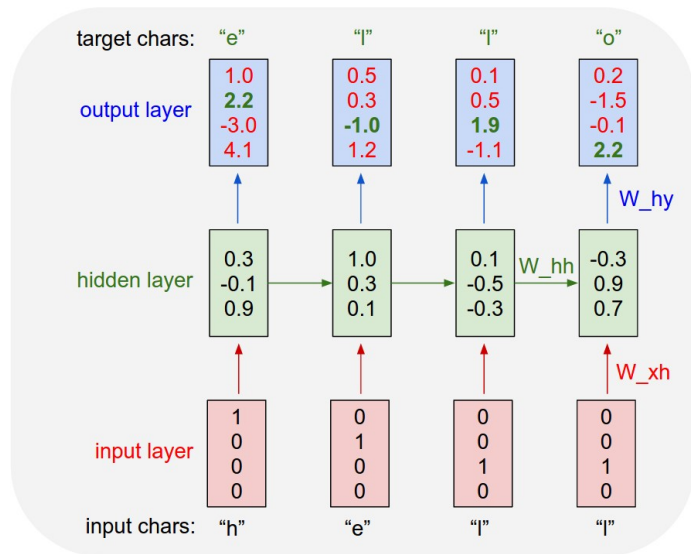 target chars: “e” “l” “l” “o”
output layer
1.0 0.5 0.1 0.2
2.2 0.3 0.5 -1.5
-3.0 -1.0 1.9 -0.1
4.1 1.2 -1.1 2.2
W_hy
hidden layer
0.3 1.0 0.1 -0.3
-0.1 0.3 -0.5 0.9
0.9 0.1 -0.3 0.7
W_hh
W_xh
input layer
1 0 0 0
0 1 0 0
0 0 1 1
0 0 0 0
input chars: “h” “e” “l” “l”